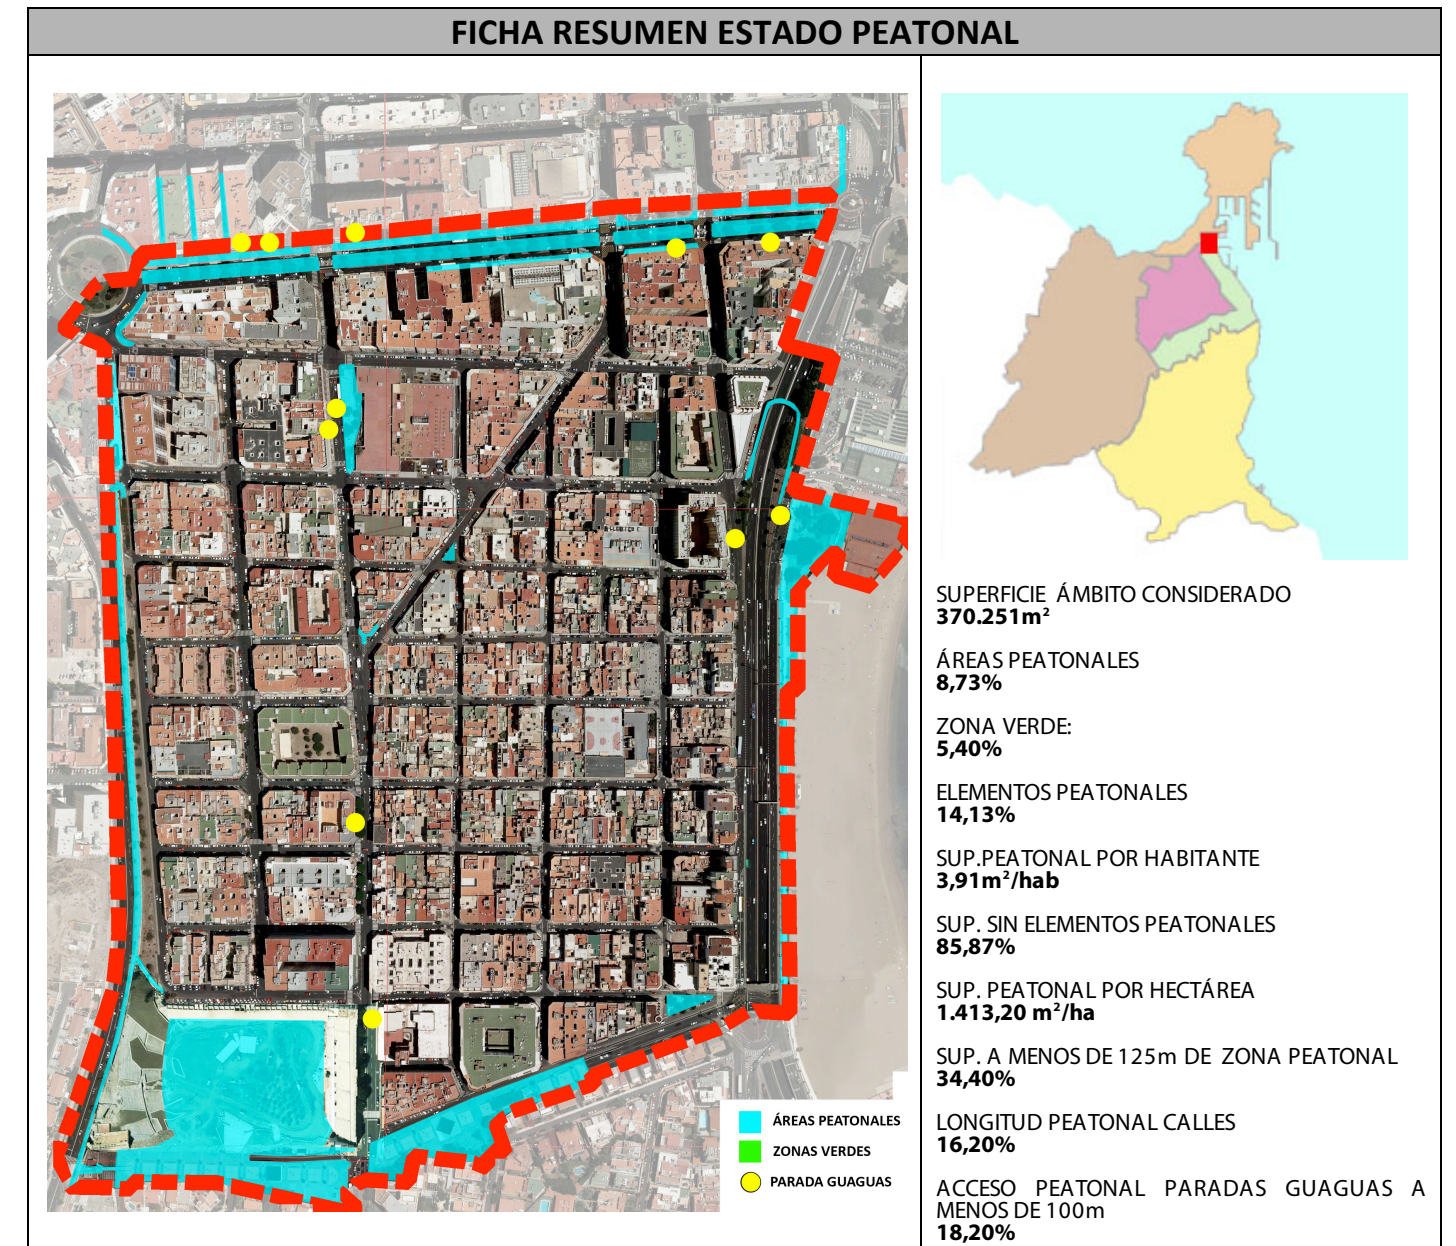 FICHA RESUMEN ESTADO PEATONAL
ÁREAS PEATONALES
ZONAS VERDES
PARADA GUAGUAS
SUPERFICIE ÁMBITO CONSIDERADO
370.251m²
ÁREAS PEATONALES
8,73%
ZONA VERDE:
5,40%
ELEMENTOS PEATONALES
14,13%
SUP.PEATONAL POR HABITANTE
3,91m²/hab
SUP. SIN ELEMENTOS PEATONALES
85,87%
SUP. PEATONAL POR HECTÁREA
1.413,20 m²/ha
SUP. A MENOS DE 125m DE ZONA PEATONAL
34,40%
LONGITUD PEATONAL CALLES
16,20%
ACCESO PEATONAL PARADAS GUAGUAS A
MENOS DE 100m
18,20%